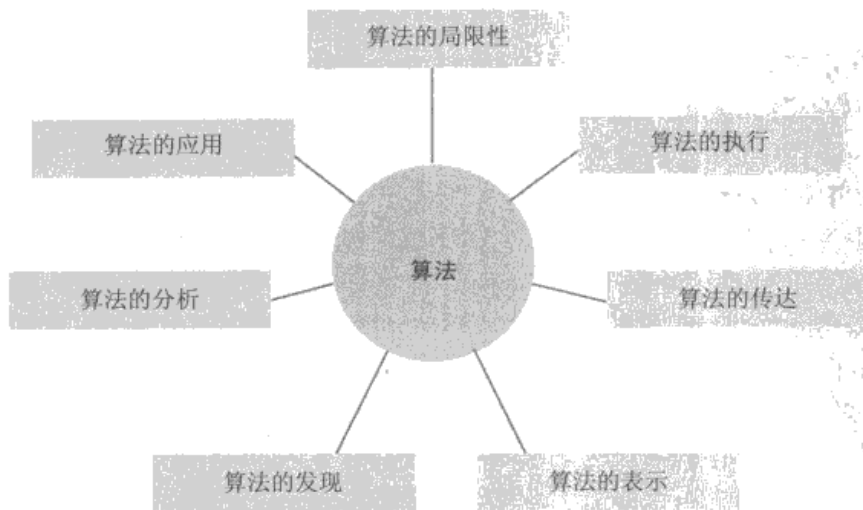 算法的局限性
算法的应用
算法的执行
算法
算法的分析
算法的传达
算法的发现
算法的表示